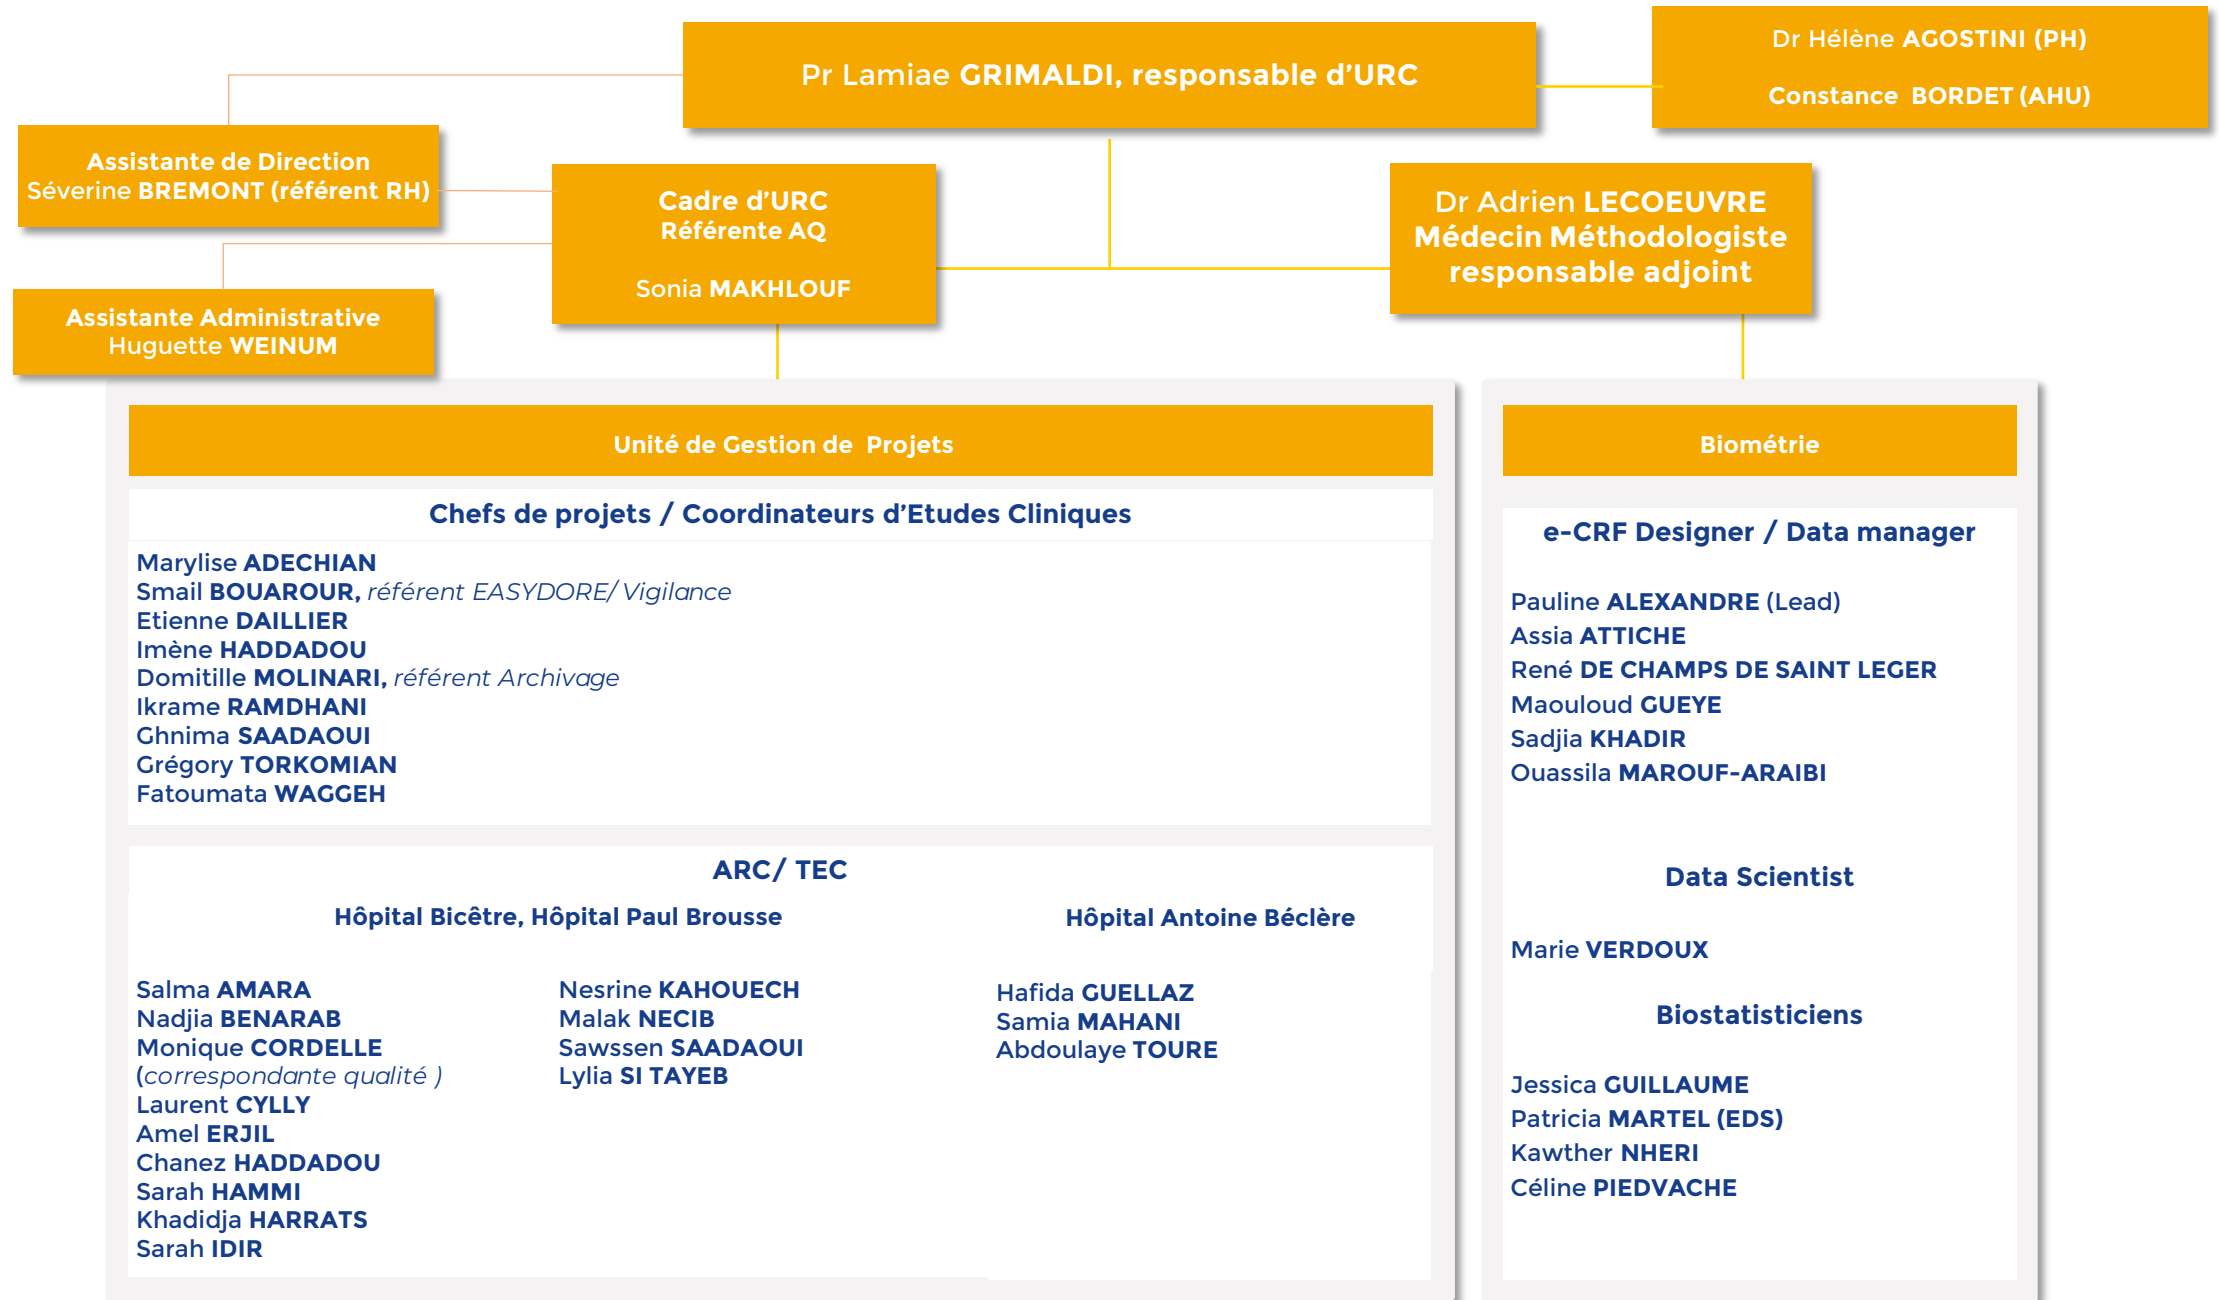 Pr Lamiae GRIMALDI, responsable d'URC
Dr Hélène AGOSTINI (PH)
Constance BORDET (AHU)
Assistante de Direction
Séverine BREMONT (référent RH)
Cadre d'URC
Référente AQ
Sonia MAKHLOUF
Dr Adrien LECOEUVRE
Médecin Méthodologiste
responsable adjoint
Assistante Administrative
Huguette WEINUM
Unité de Gestion de Projets
Chefs de projets / Coordinateurs d'Etudes Cliniques
Marylise ADECHIAN
Smail BOUAROUR, référent EASYDORE/ Vigilance
Etienne DAILLIER
Imène HADDADOU
Domitille MOLINARI, référent Archivage
Ikrame RAMDHANI
Ghnima SAADAOUI
Grégory TORKOMIAN
Fatoumata WAGGEH
ARC/ TEC
Hôpital Bicêtre, Hôpital Paul Brousse
Salma AMARA
Nadjia BENARAB
Monique CORDELLE
(correspondante qualité )
Laurent CYLLY
Amel ERJIL
Chanez HADDADOU
Sarah HAMMI
Khadidja HARRATS
Sarah IDIR
Nesrine KAHOUECH
Malak NECIB
Sawssen SAADAOUI
Lylia SI TAYEB
Hôpital Antoine Béclère
Hafida GUELLAZ
Samia MAHANI
Abdoulaye TOURE
Biométrie
e-CRF Designer / Data manager
Pauline ALEXANDRE (Lead)
Assia ATTICHE
René DE CHAMPS DE SAINT LEGER
Maouloud GUEYE
Sadjia KHADIR
Ouassila MAROUF-ARAIBI
Data Scientist
Marie VERDOUX
Biostatisticiens
Jessica GUILLAUME
Patricia MARTEL (EDS)
Kawther NHERI
Céline PIEDVACHE